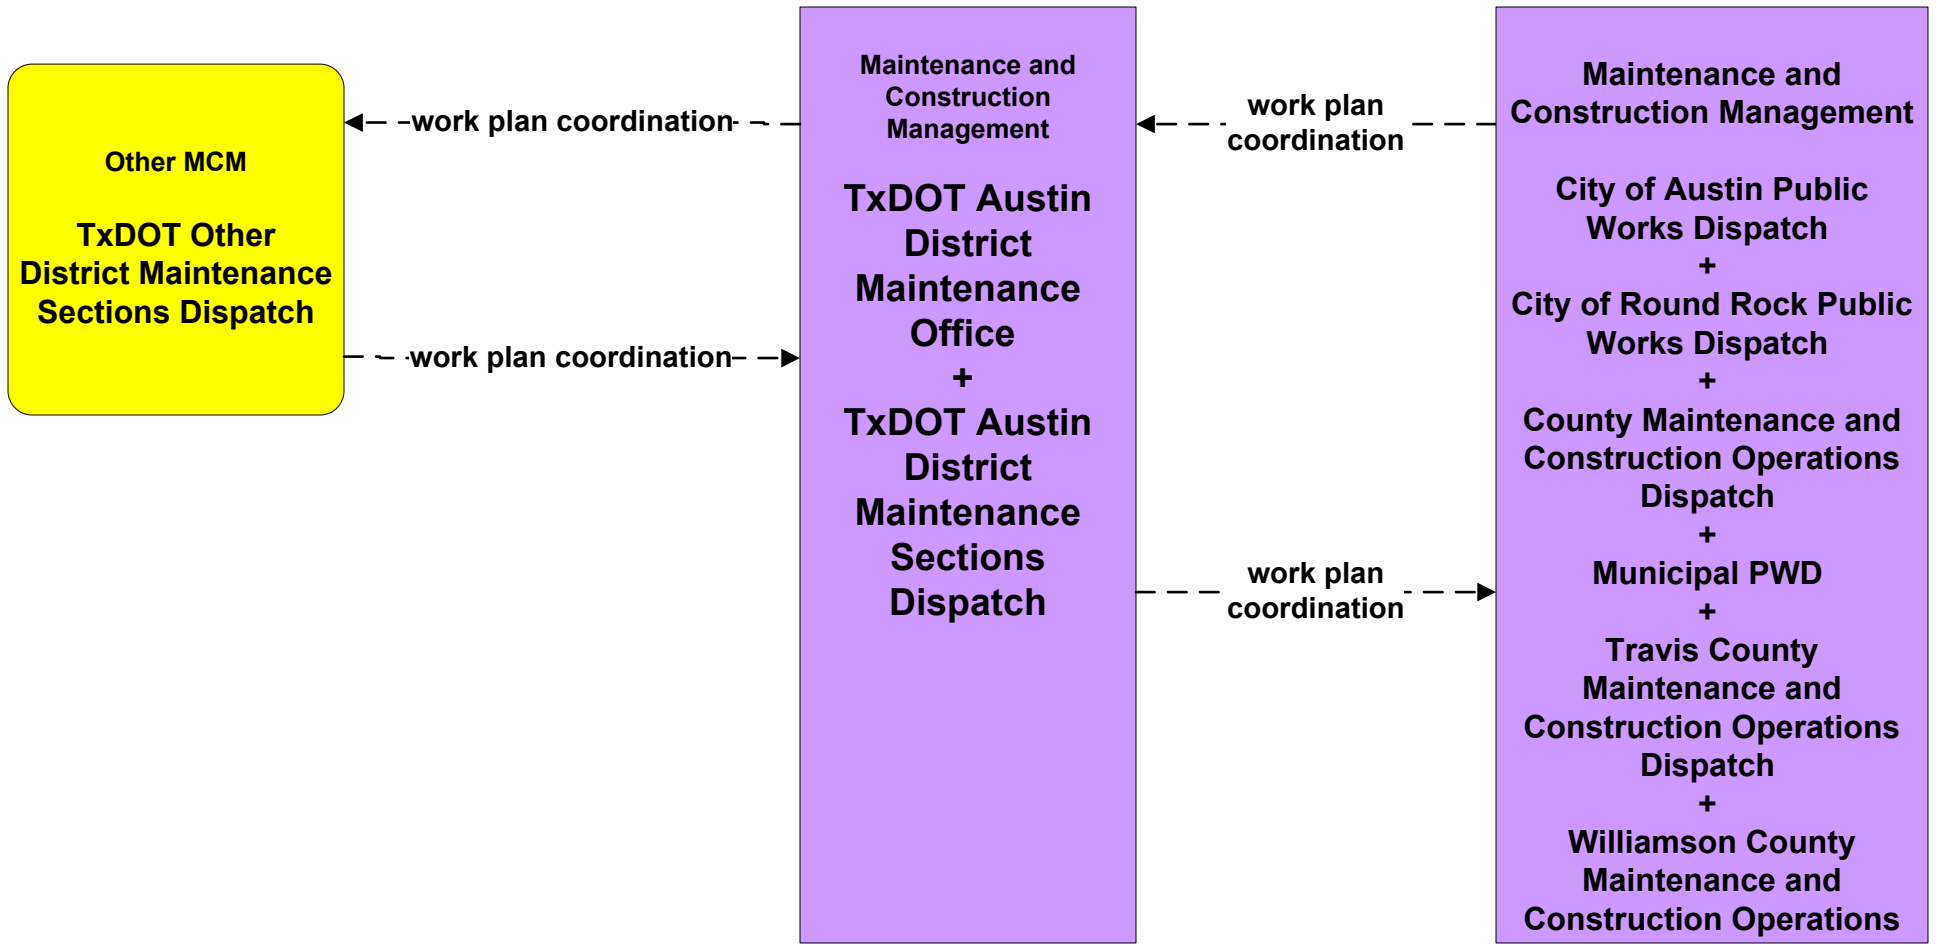 Other MCM
TxDOT Other
District Maintenance
Sections Dispatch
work plan coordination
work plan coordination
Maintenance and
Construction
Management
TxDOT Austin
District
Maintenance
Office
+
TxDOT Austin
District
Maintenance
Sections
Dispatch
work plan
coordination
work plan
coordination
Maintenance and
Construction Management
City of Austin Public
Works Dispatch
+
City of Round Rock Public
Works Dispatch
+
County Maintenance and
Construction Operations
Dispatch
+
Municipal PWD
+
Travis County
Maintenance and
Construction Operations
Dispatch
+
Williamson County
Maintenance and
Construction Operations